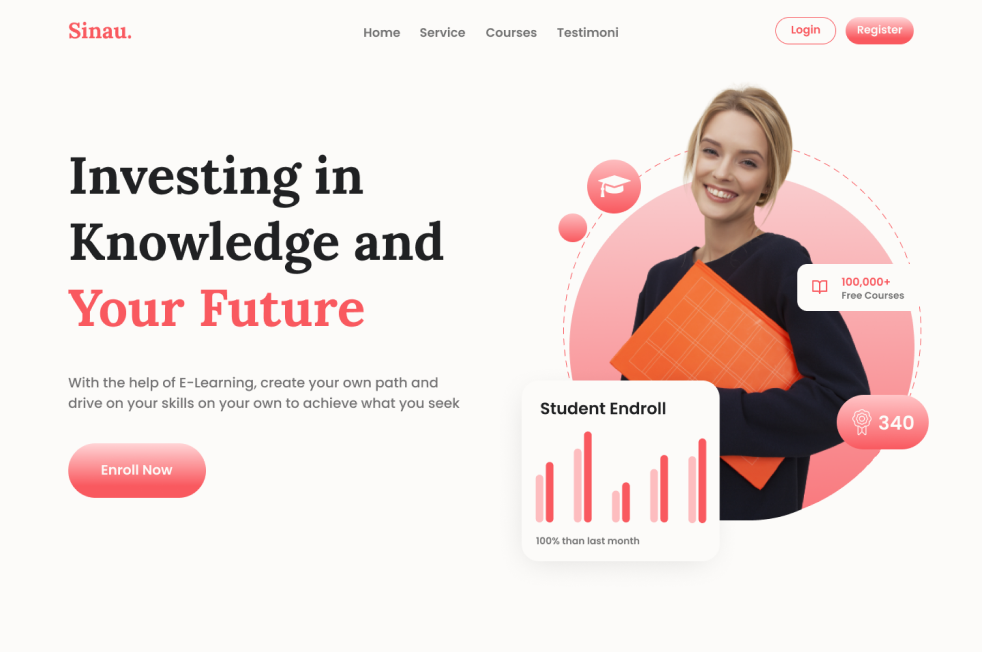 Sinau.
Home Service Courses Testimoni
Login Register
Investing in
Knowledge and
Your Future
With the help of E-Learning, create your own path and
drive on your skills on your own to achieve what you seek
Enroll Now
100,000+
Free Courses
340
Student Endroll
100% than last month